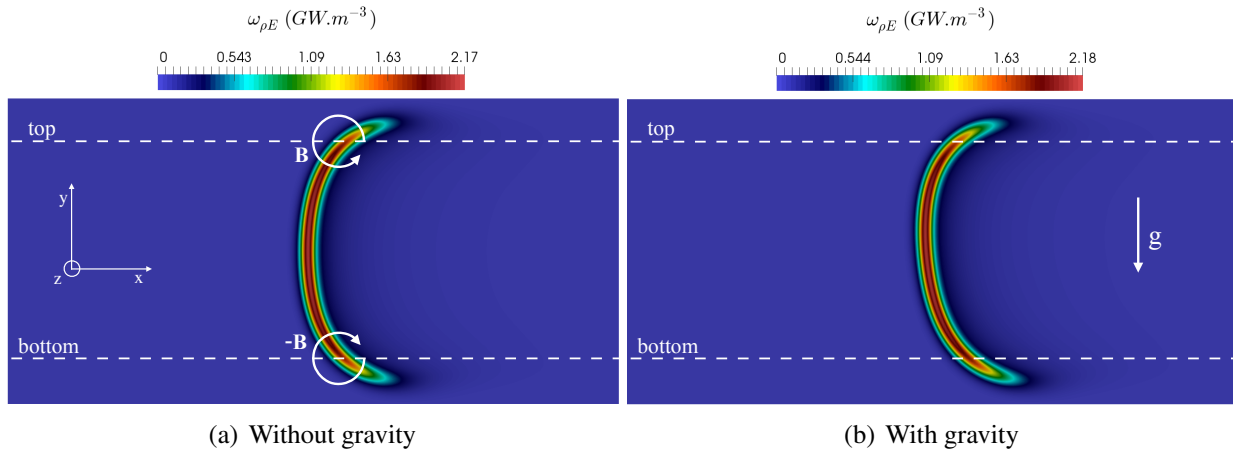 ω_ρE (GW.m⁻³)
0 0.543 1.09 1.63 2.17
top
B
y
z x
-B
bottom
(a) Without gravity
ω_ρE (GW.m⁻³)
0 0.544 1.09 1.63 2.18
top
g
bottom
(b) With gravity